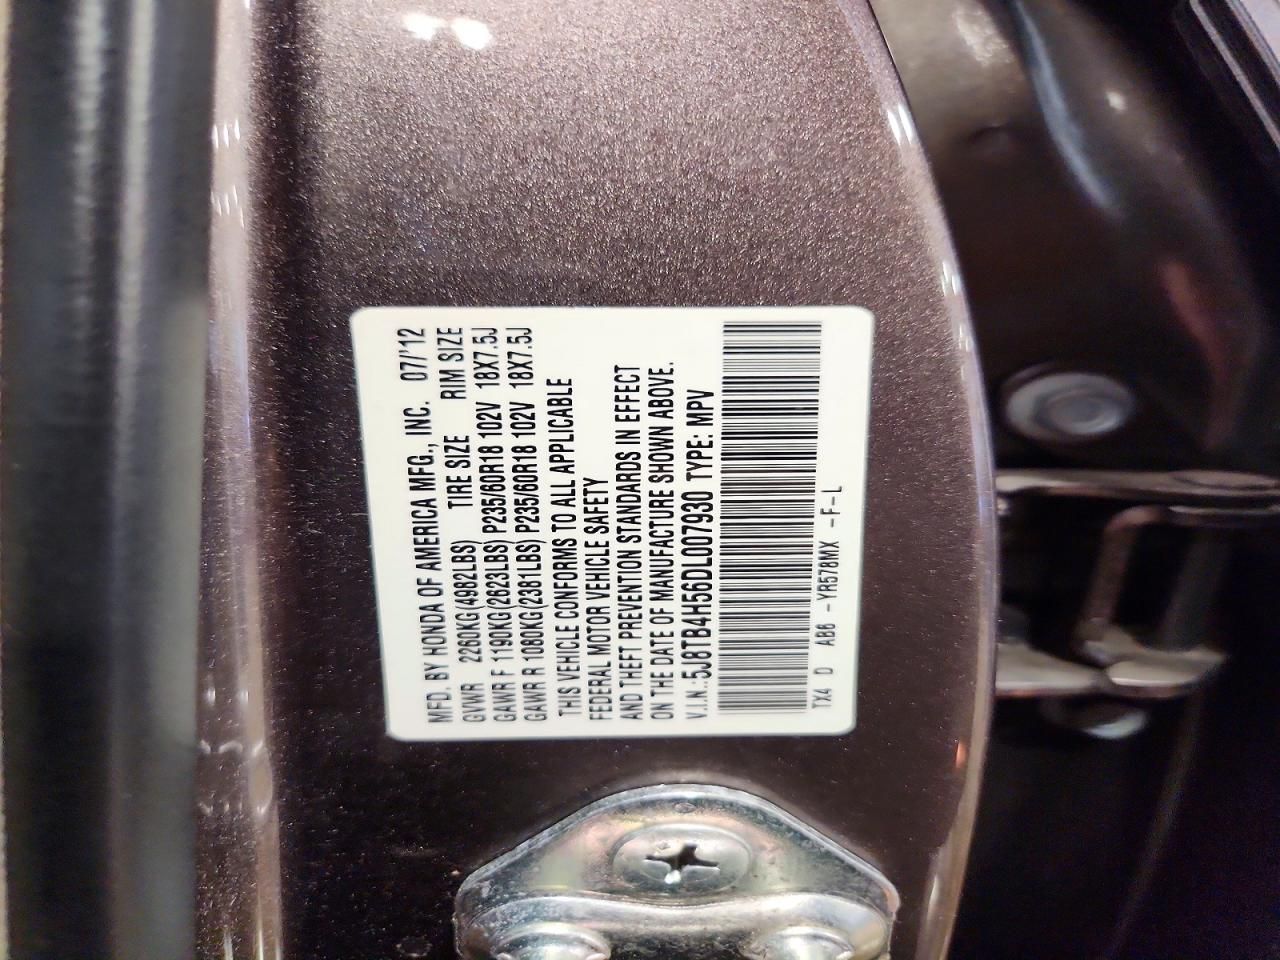 MFD. BY HONDA OF AMERICA MFG., INC. 07/'12
GVWR 2260KG(4982LBS) TIRE SIZE RIM SIZE
GAWR F 1190KG(2623LBS) P235/60R18 102V 18X7.5J
GAWR R 1080KG(2381LBS) P235/60R18 102V 18X7.5J
THIS VEHICLE CONFORMS TO ALL APPLICABLE
FEDERAL MOTOR VEHICLE SAFETY
AND THEFT PREVENTION STANDARDS IN EFFECT
ON THE DATE OF MANUFACTURE SHOWN ABOVE.
V.I.N.:5J8TB4H56DL007930 TYPE: MPV
TX4 D AB8 -YR578MX -F-L